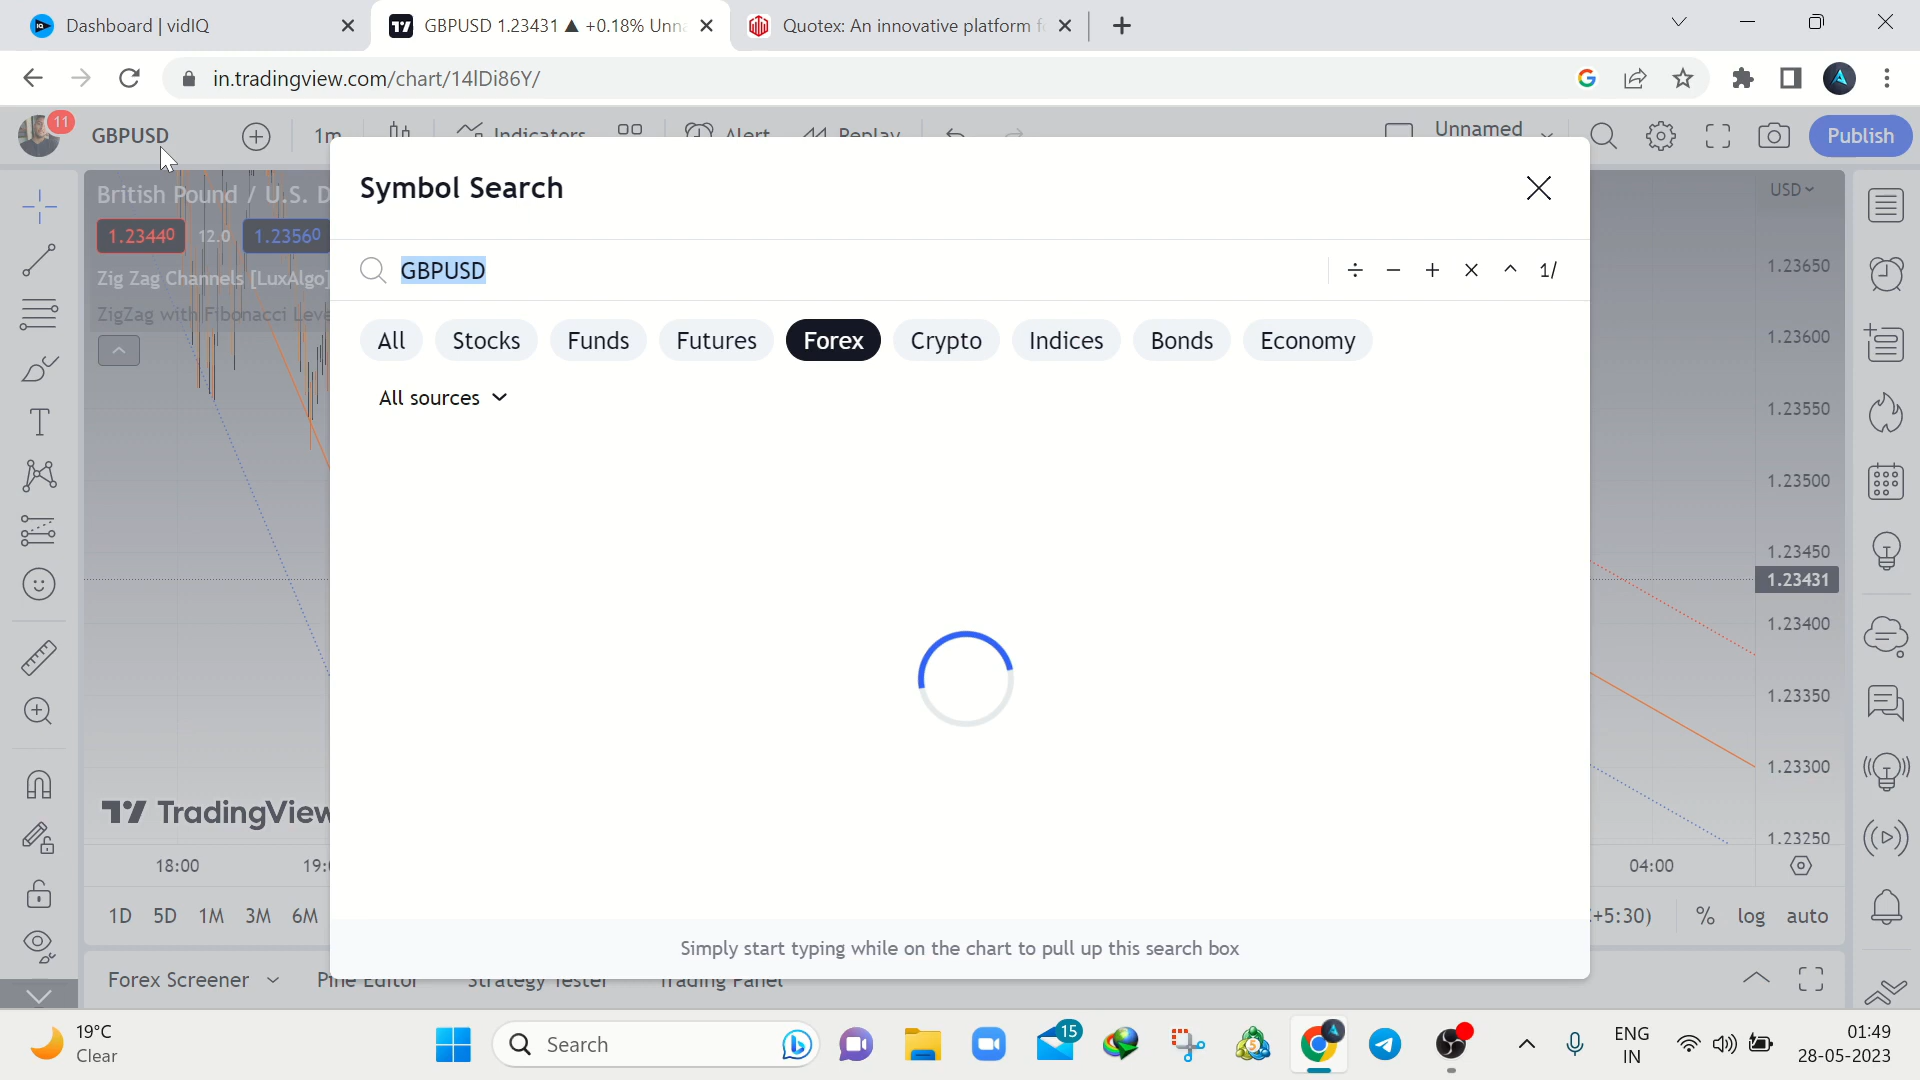 Dashboard | vidIQ
GBPUSD 1.23431 ▲ +0.18% Unna
Quotex: An innovative platform f
in.tradingview.com/chart/14lDi86Y/
11
GBPUSD
1m
Indicators
Alert
Replay
Unnamed
Publish
British Pound / U.S. D
1.23440
12.0
1.23560
Zig Zag Channels [LuxAlgo]
ZigZag with Fibonacci Leve
Symbol Search
GBPUSD
÷ − + × ^ 1/
All
Stocks
Funds
Futures
Forex
Crypto
Indices
Bonds
Economy
All sources
Simply start typing while on the chart to pull up this search box
USD
1.23650
1.23600
1.23550
1.23500
1.23450
1.23431
1.23400
1.23350
1.23300
1.23250
TradingView
18:00
19:
04:00
1D
5D
1M
3M
6M
+5:30)
%
log
auto
Forex Screener
Pine Editor
Strategy Tester
Trading Panel
19°C
Clear
Search
15
ENG
IN
01:49
28-05-2023